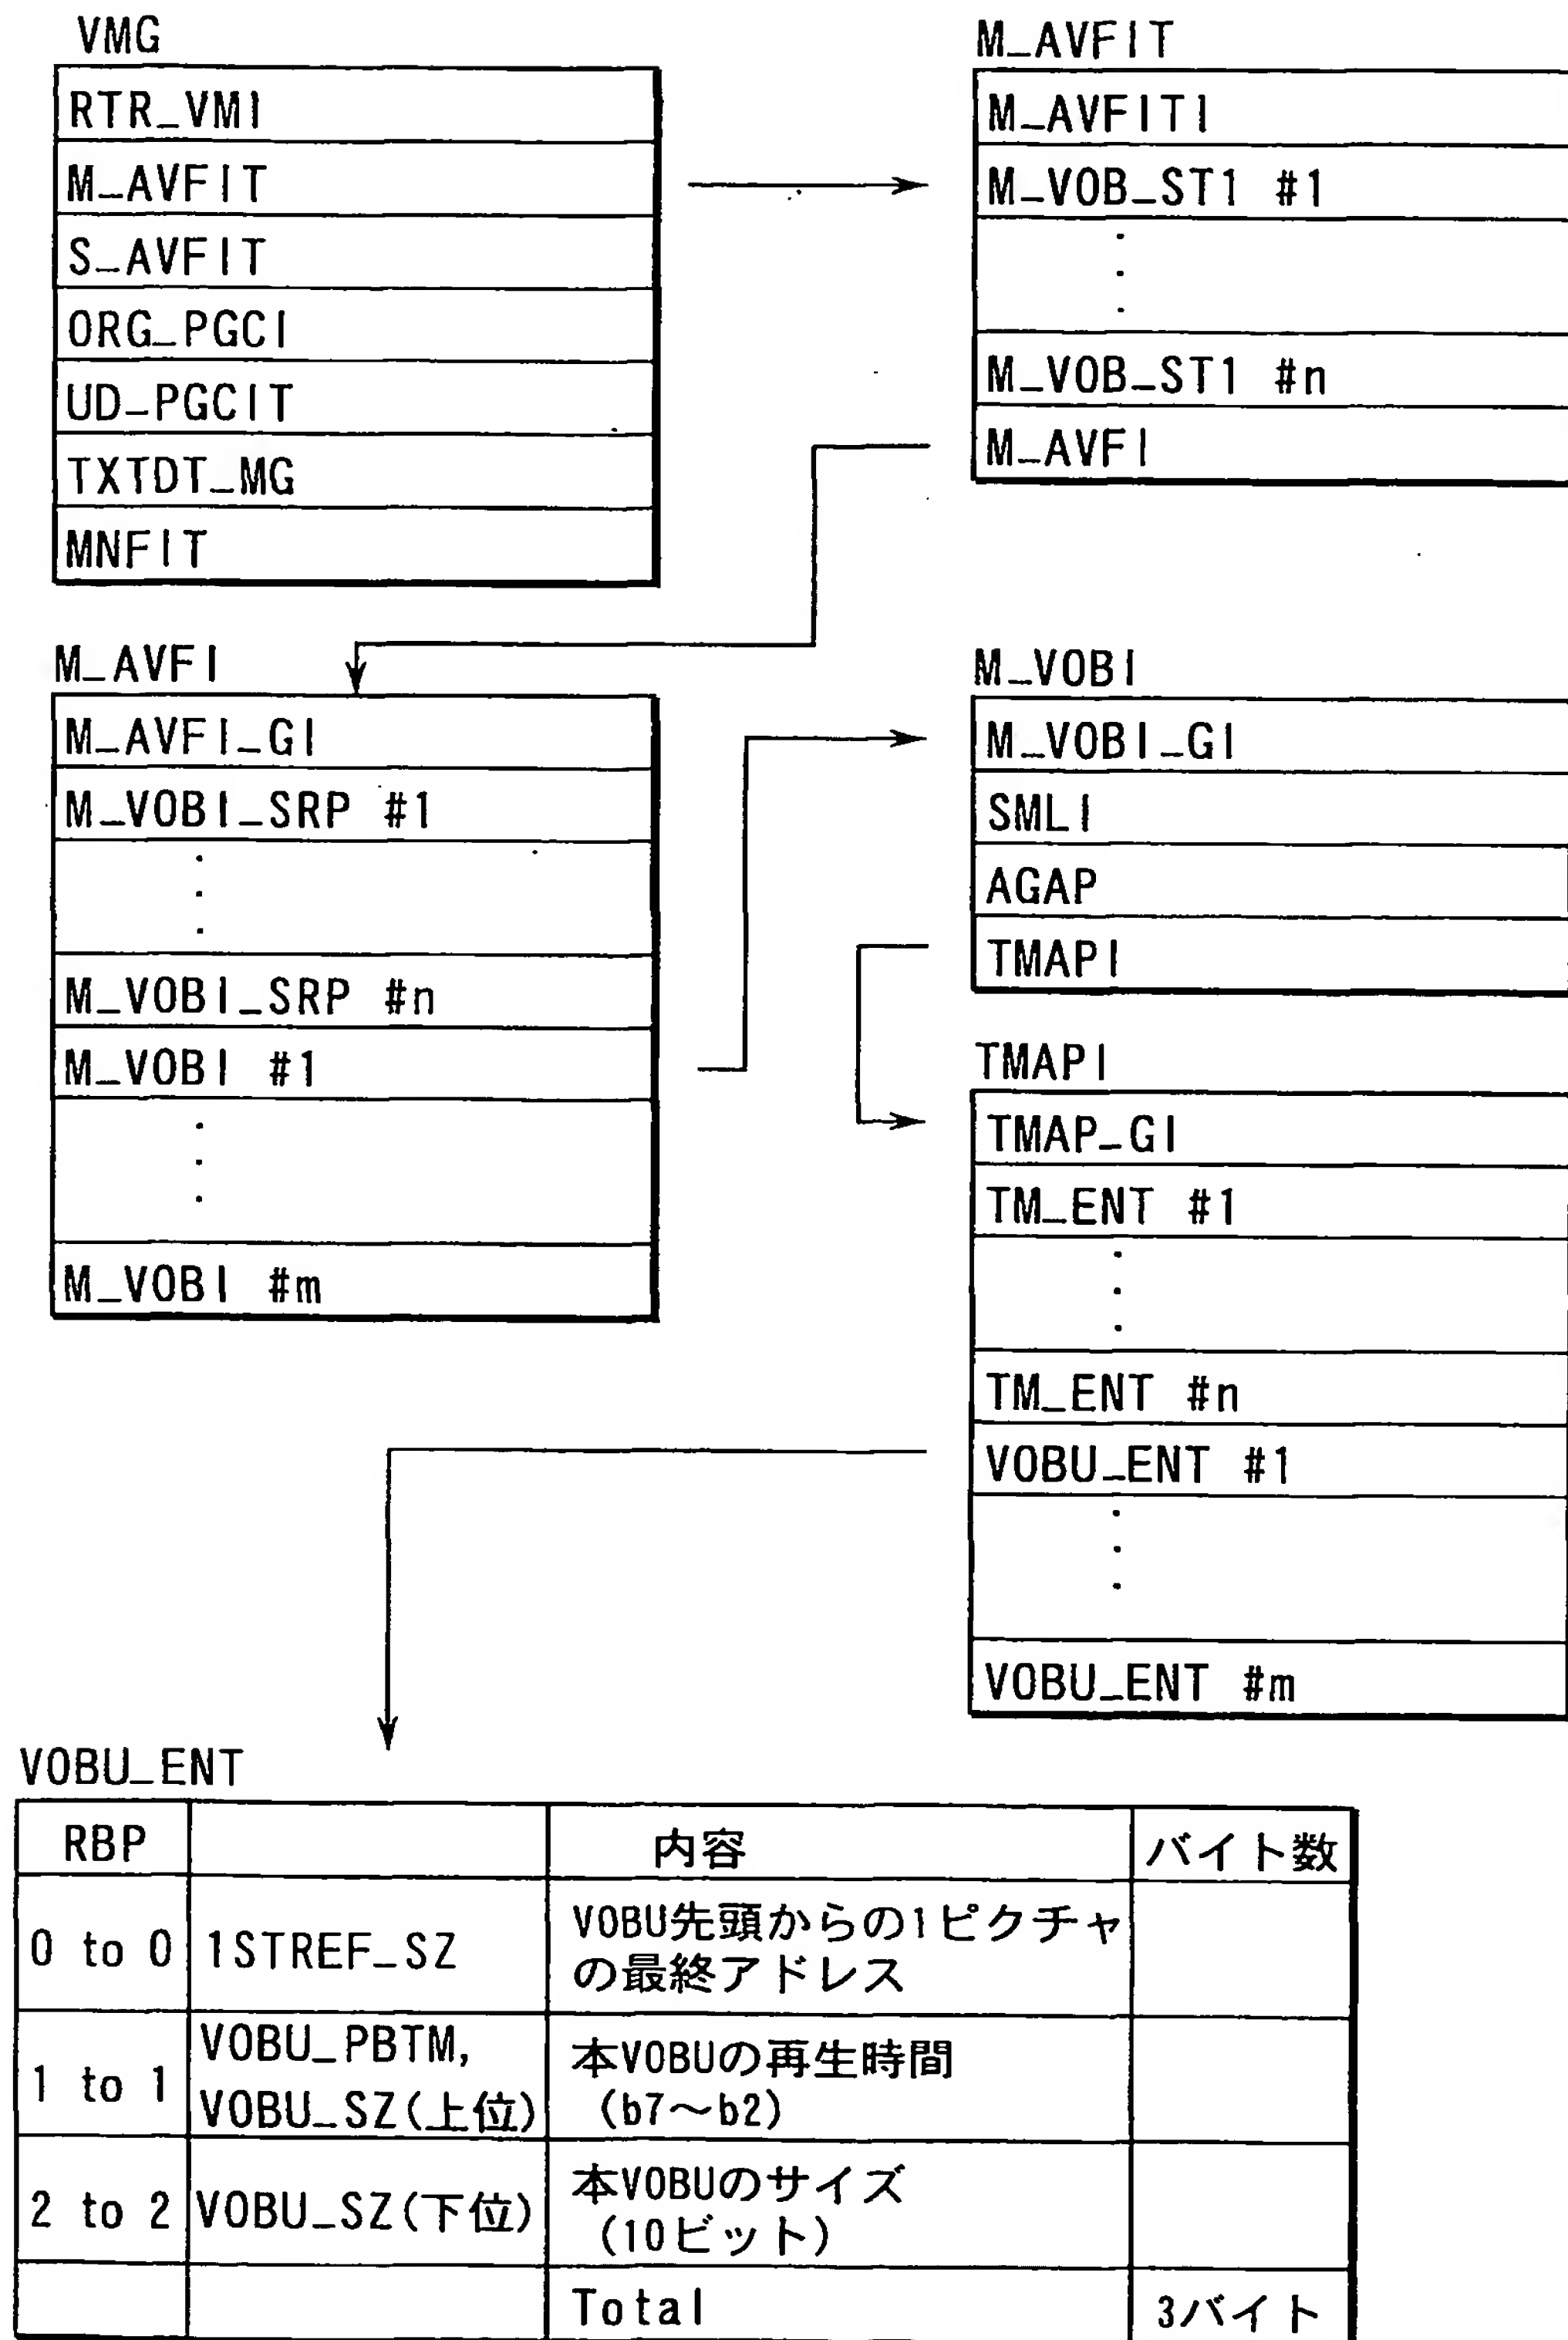 VMG
RTR_VMI
M_AVFIT
S_AVFIT
ORG_PGCI
UD_PGCIT
TXTDT_MG
MNFIT
M_AVFIT
M_AVFITI
M_VOB_ST1 #1
M_VOB_ST1 #n
M_AVFI
M_AVFI
M_AVFI_GI
M_VOBI_SRP #1
M_VOBI_SRP #n
M_VOBI #1
M_VOBI #m
M_VOBI
M_VOBI_GI
SMLI
AGAP
TMAPI
TMAPI
TMAP_GI
TM_ENT #1
TM_ENT #n
VOBU_ENT #1
VOBU_ENT #m
VOBU_ENT
RBP 内容 バイト数
0 to 0 1STREF_SZ VOBU先頭からの1ピクチャ
の最終アドレス
1 to 1 VOBU_PBTM,
VOBU_SZ(上位) 本VOBUの再生時間
(b7〜b2)
2 to 2 VOBU_SZ(下位) 本VOBUのサイズ
(10ビット)
Total 3バイト